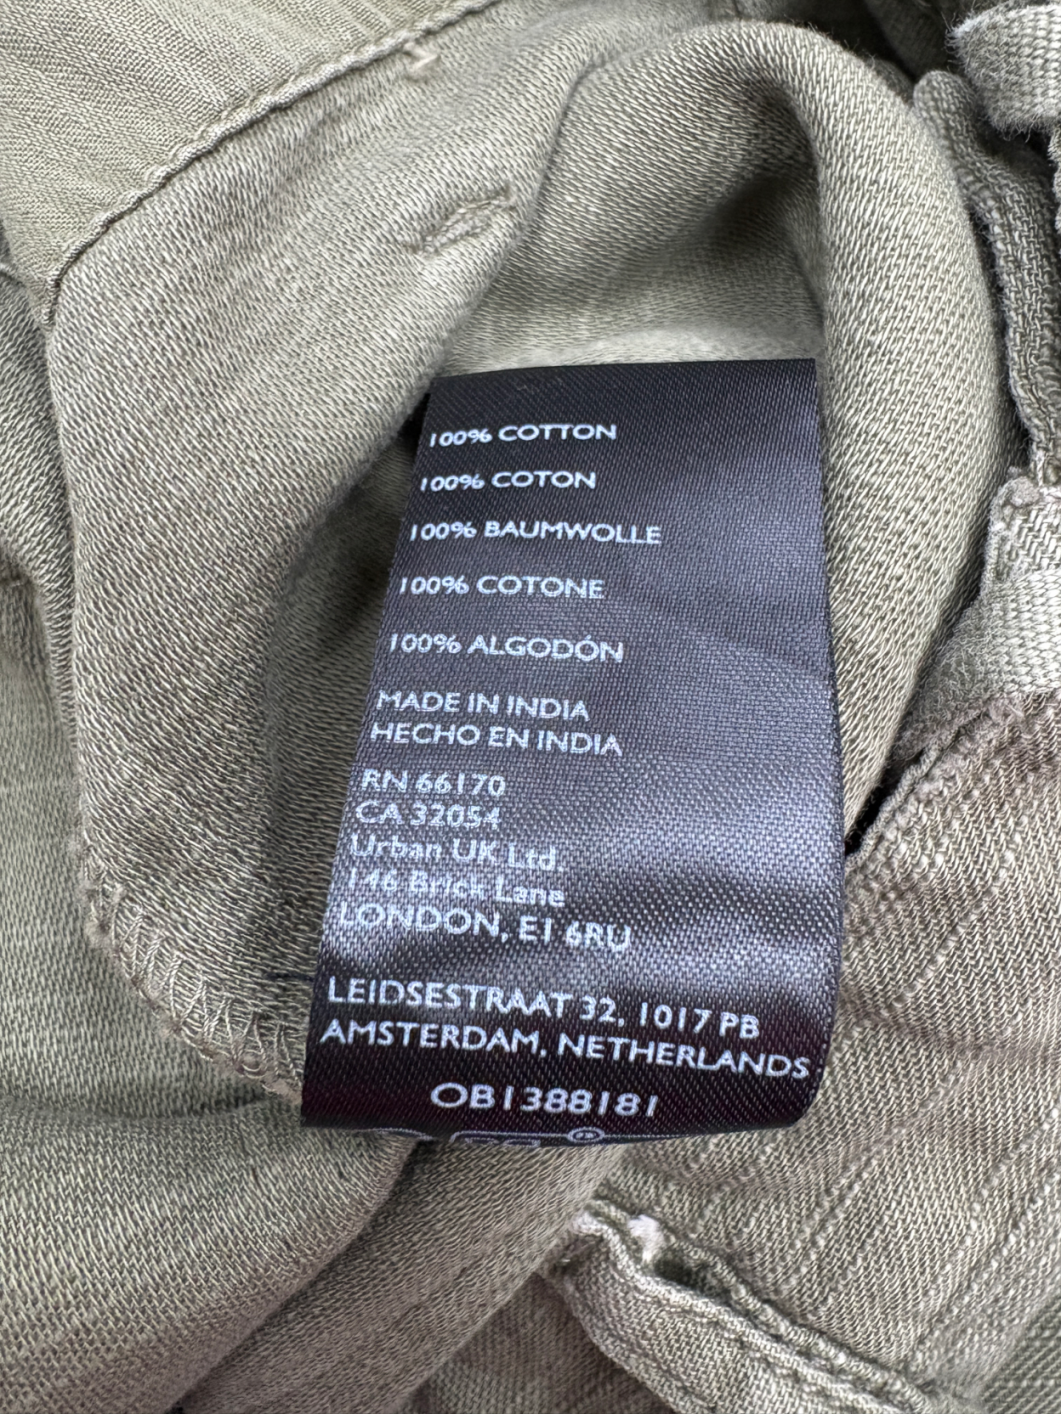 100% COTTON
100% COTON
100% BAUMWOLLE
100% COTONE
100% ALGODÓN
MADE IN INDIA
HECHO EN INDIA
RN 66170
CA 32054
Urban UK Ltd.
146 Brick Lane
LONDON, E1 6RU
LEIDSESTRAAT 32, 1017 PB
AMSTERDAM, NETHERLANDS
OB1388181